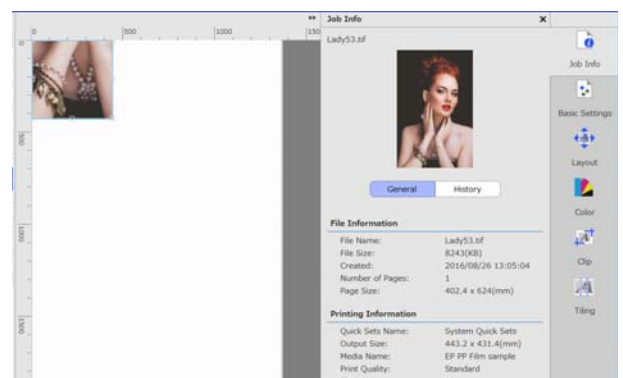 Job Info
Lady53.tif
General
History
File Information
File Name: Lady53.tif
File Size: 8243(KB)
Created: 2016/08/26 13:05:04
Number of Pages: 1
Page Size: 402.4 x 624(mm)
Printing Information
Quick Sets Name: System Quick Sets
Output Size: 443.2 x 431.4(mm)
Media Name: EP PP Film sample
Print Quality: Standard
Job Info
Basic Settings
Layout
Color
Clip
Tiling
0
500
1000
150
0
500
1000
1500